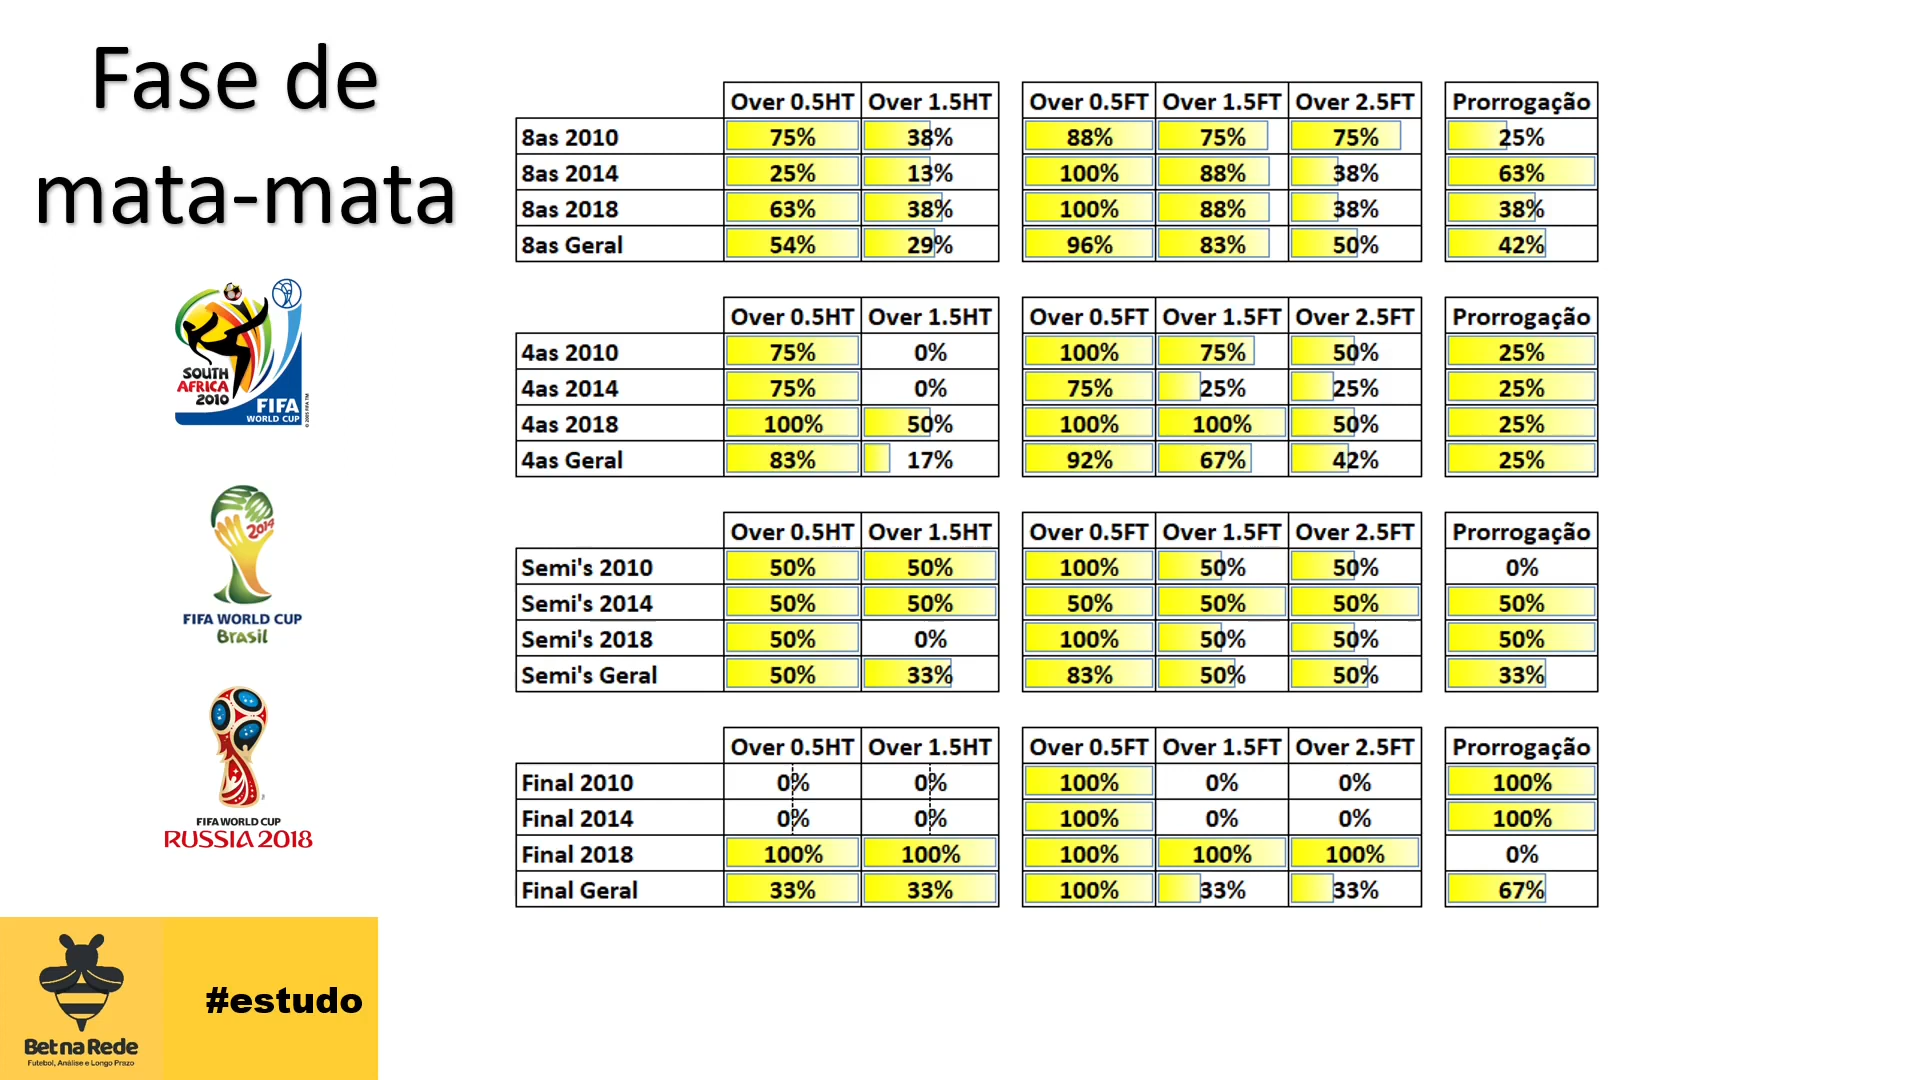 Fase de
mata-mata
SOUTH
AFRICA
2010
FIFA
WORLD CUP
2014
FIFA WORLD CUP
Brasil
FIFA WORLD CUP
RUSSIA 2018
Over 0.5HT Over 1.5HT Over 0.5FT Over 1.5FT Over 2.5FT Prorrogação
8as 2010 75% 38% 88% 75% 75% 25%
8as 2014 25% 13% 100% 88% 38% 63%
8as 2018 63% 38% 100% 88% 38% 38%
8as Geral 54% 29% 96% 83% 50% 42%
Over 0.5HT Over 1.5HT Over 0.5FT Over 1.5FT Over 2.5FT Prorrogação
4as 2010 75% 0% 100% 75% 50% 25%
4as 2014 75% 0% 75% 25% 25% 25%
4as 2018 100% 50% 100% 100% 50% 25%
4as Geral 83% 17% 92% 67% 42% 25%
Over 0.5HT Over 1.5HT Over 0.5FT Over 1.5FT Over 2.5FT Prorrogação
Semi's 2010 50% 50% 100% 50% 50% 0%
Semi's 2014 50% 50% 50% 50% 50% 50%
Semi's 2018 50% 0% 100% 50% 50% 50%
Semi's Geral 50% 33% 83% 50% 50% 33%
Over 0.5HT Over 1.5HT Over 0.5FT Over 1.5FT Over 2.5FT Prorrogação
Final 2010 0% 0% 100% 0% 0% 100%
Final 2014 0% 0% 100% 0% 0% 100%
Final 2018 100% 100% 100% 100% 100% 0%
Final Geral 33% 33% 100% 33% 33% 67%
#estudo
Bet na Rede
Futebol, Análise e Longo Prazo